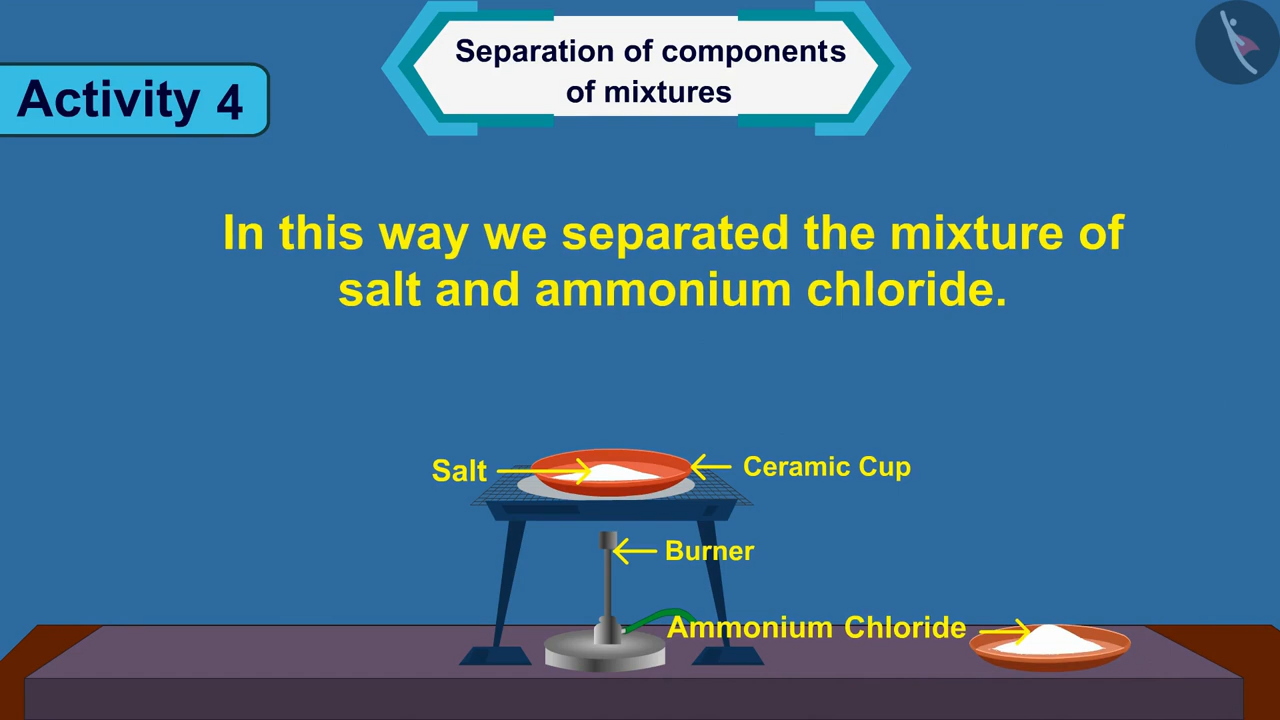 Separation of components
of mixtures
Activity 4
In this way we separated the mixture of
salt and ammonium chloride.
Salt
Ceramic Cup
Burner
Ammonium Chloride